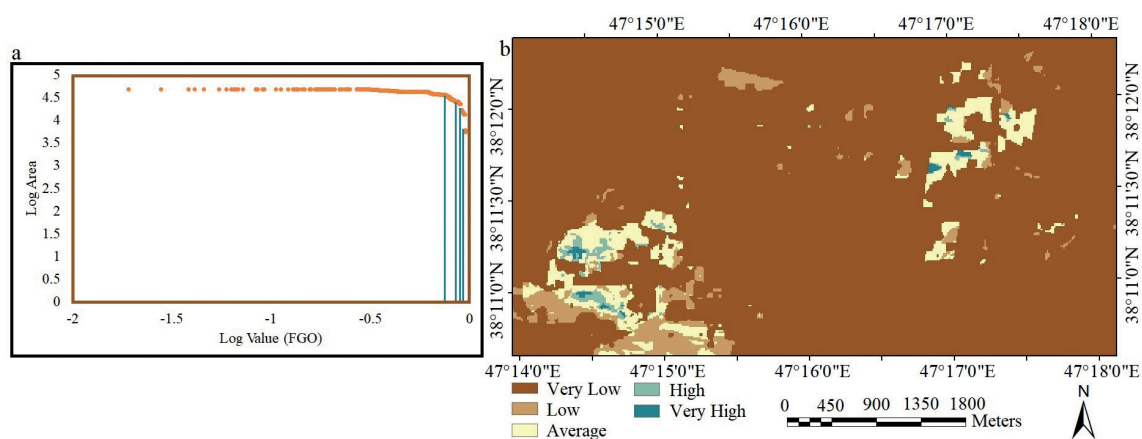 a
5
4.5
4
3.5
3
2.5
2
1.5
1
0.5
0
Log Area
-2
-1.5
-1
-0.5
0
Log Value (FGO)
b
47°15'0"E
47°16'0"E
47°17'0"E
47°18'0"E
38°12'0"N
38°11'30"N
38°11'0"N
38°12'0"N
38°11'30"N
38°11'0"N
47°14'0"E
47°15'0"E
47°16'0"E
47°17'0"E
47°18'0"E
Very Low
Low
Average
High
Very High
0 450 900 1350 1800
Meters
N